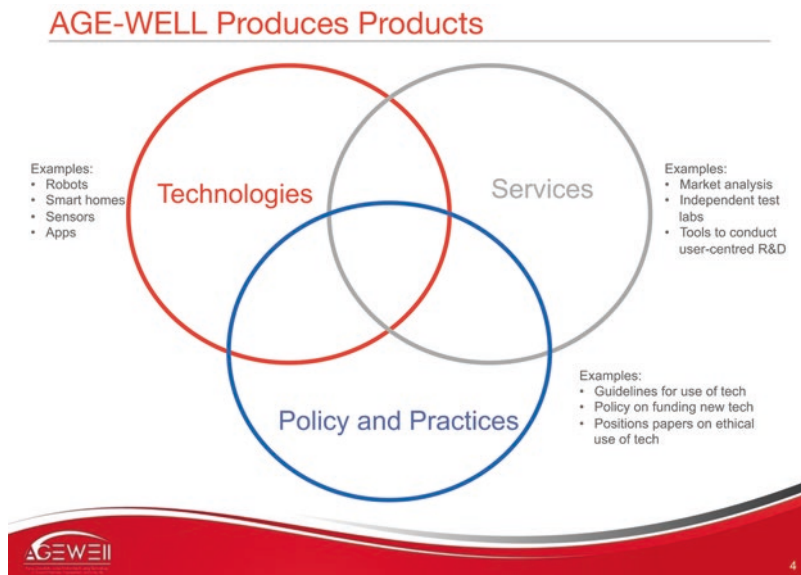 AGE-WELL Produces Products
Examples:
• Robots
• Smart homes
• Sensors
• Apps
Technologies
Services
Examples:
• Market analysis
• Independent test
labs
• Tools to conduct
user-centred R&D
Policy and Practices
Examples:
• Guidelines for use of tech
• Policy on funding new tech
• Positions papers on ethical
use of tech
AGEWELL
4